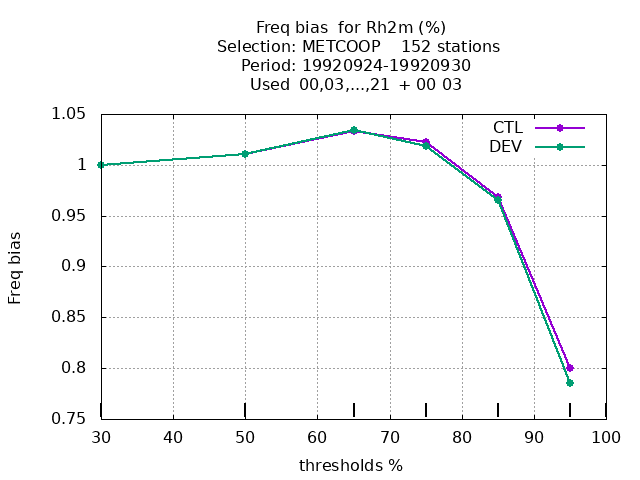 Freq bias  for Rh2m (%)
Selection: METCOOP    152 stations
Period: 19920924-19920930
Used  00,03,...,21  + 00 03
CTL
DEV
1.05
1
0.95
0.9
0.85
0.8
0.75
Freq bias
30 40 50 60 70 80 90 100
thresholds %